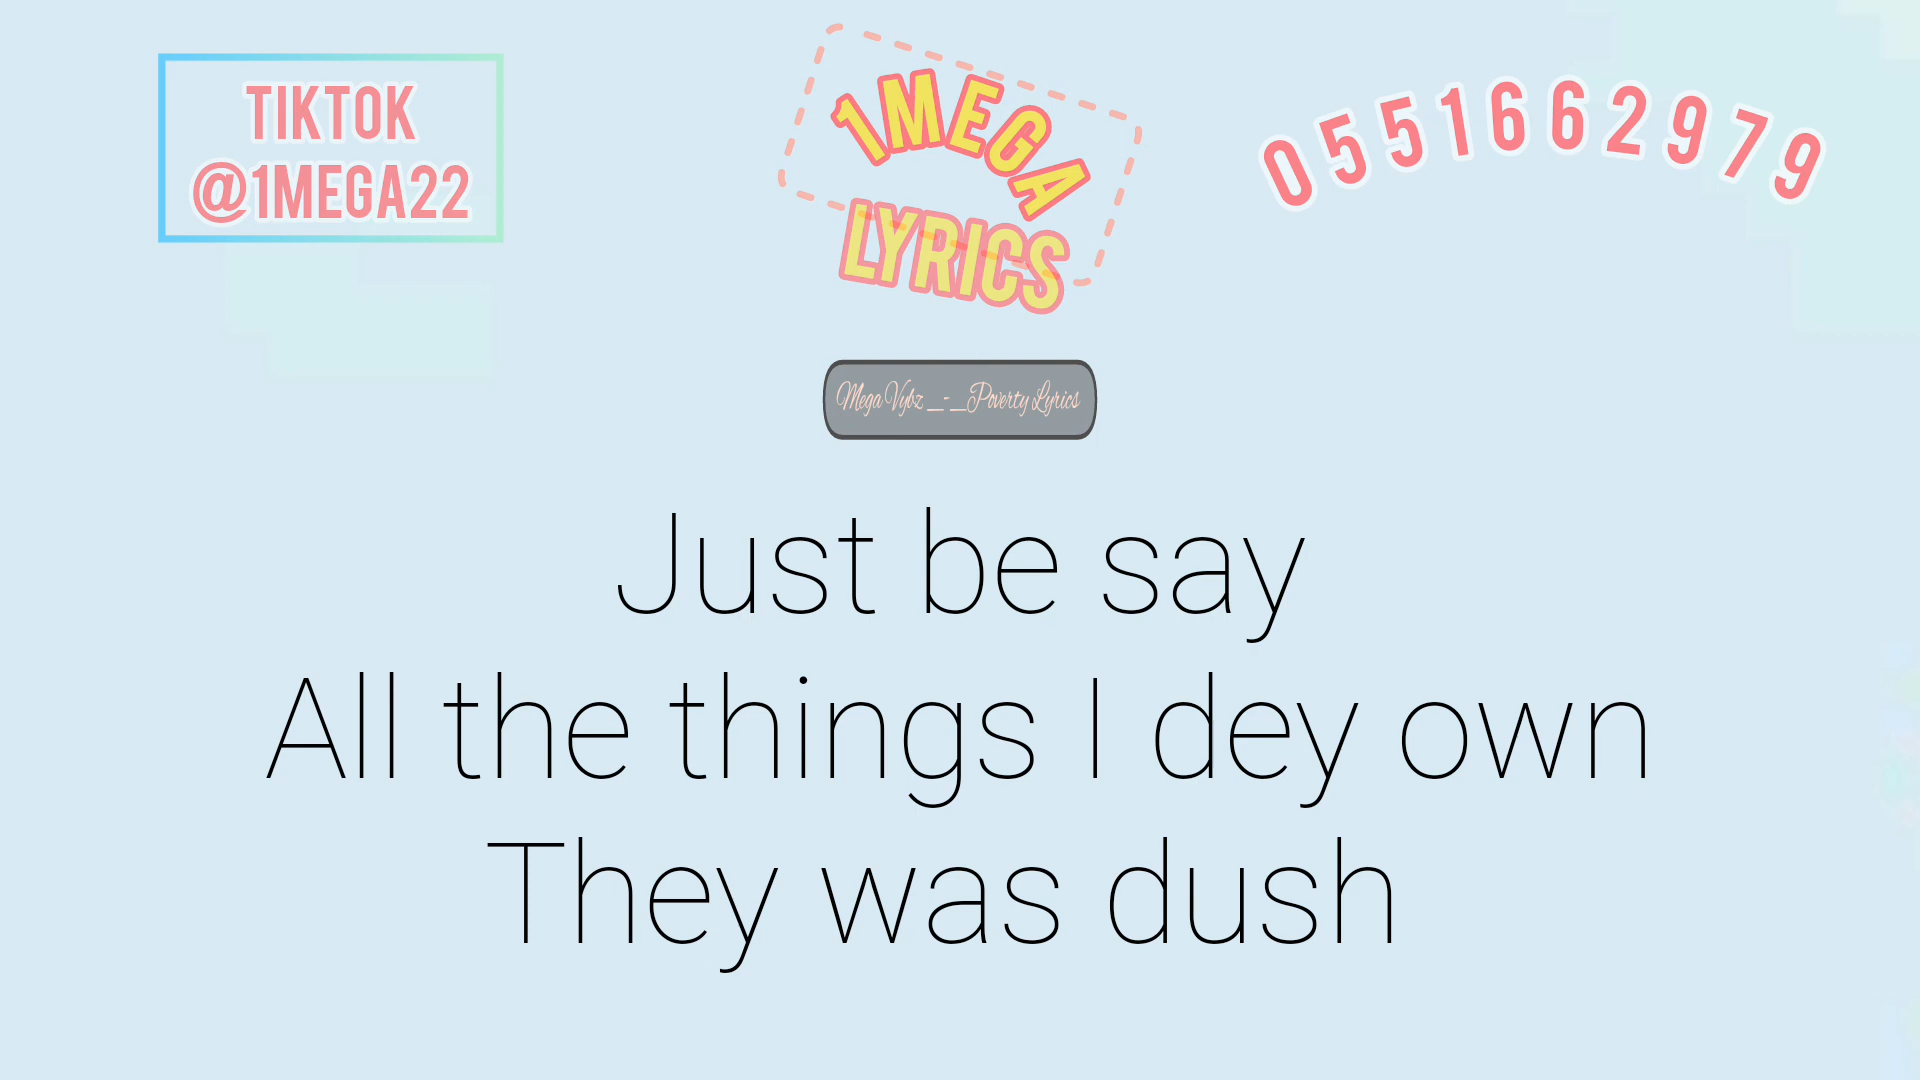 TIKTOK
@1MEGA22
1MEGA
LYRICS
0551662979
Mega Vybz _-_Poverty Lyrics
Just be say
All the things I dey own
They was dush